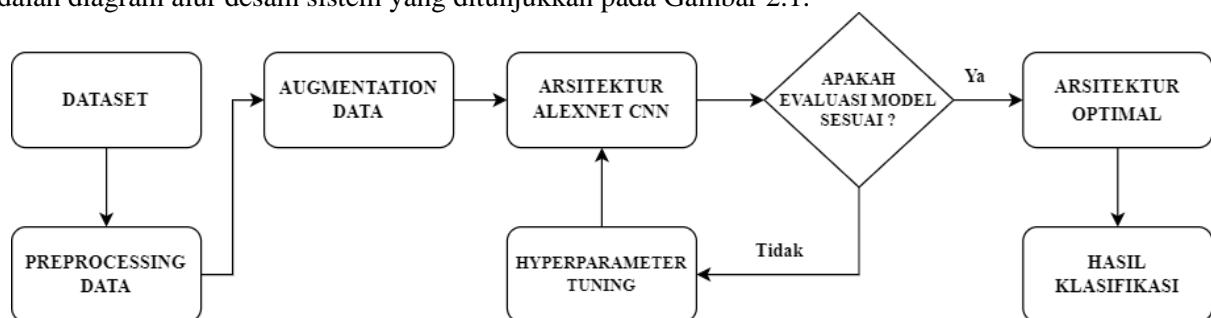 dalah diagram alur desain sistem yang ditunjukkan pada Gambar 2.1.
DATASET
PREPROCESSING
DATA
AUGMENTATION
DATA
ARSITEKTUR
ALEXNET CNN
APAKAH
EVALUASI MODEL
SESUAI ?
Ya
Tidak
HYPERPARAMETER
TUNING
ARSITEKTUR
OPTIMAL
HASIL
KLASIFIKASI